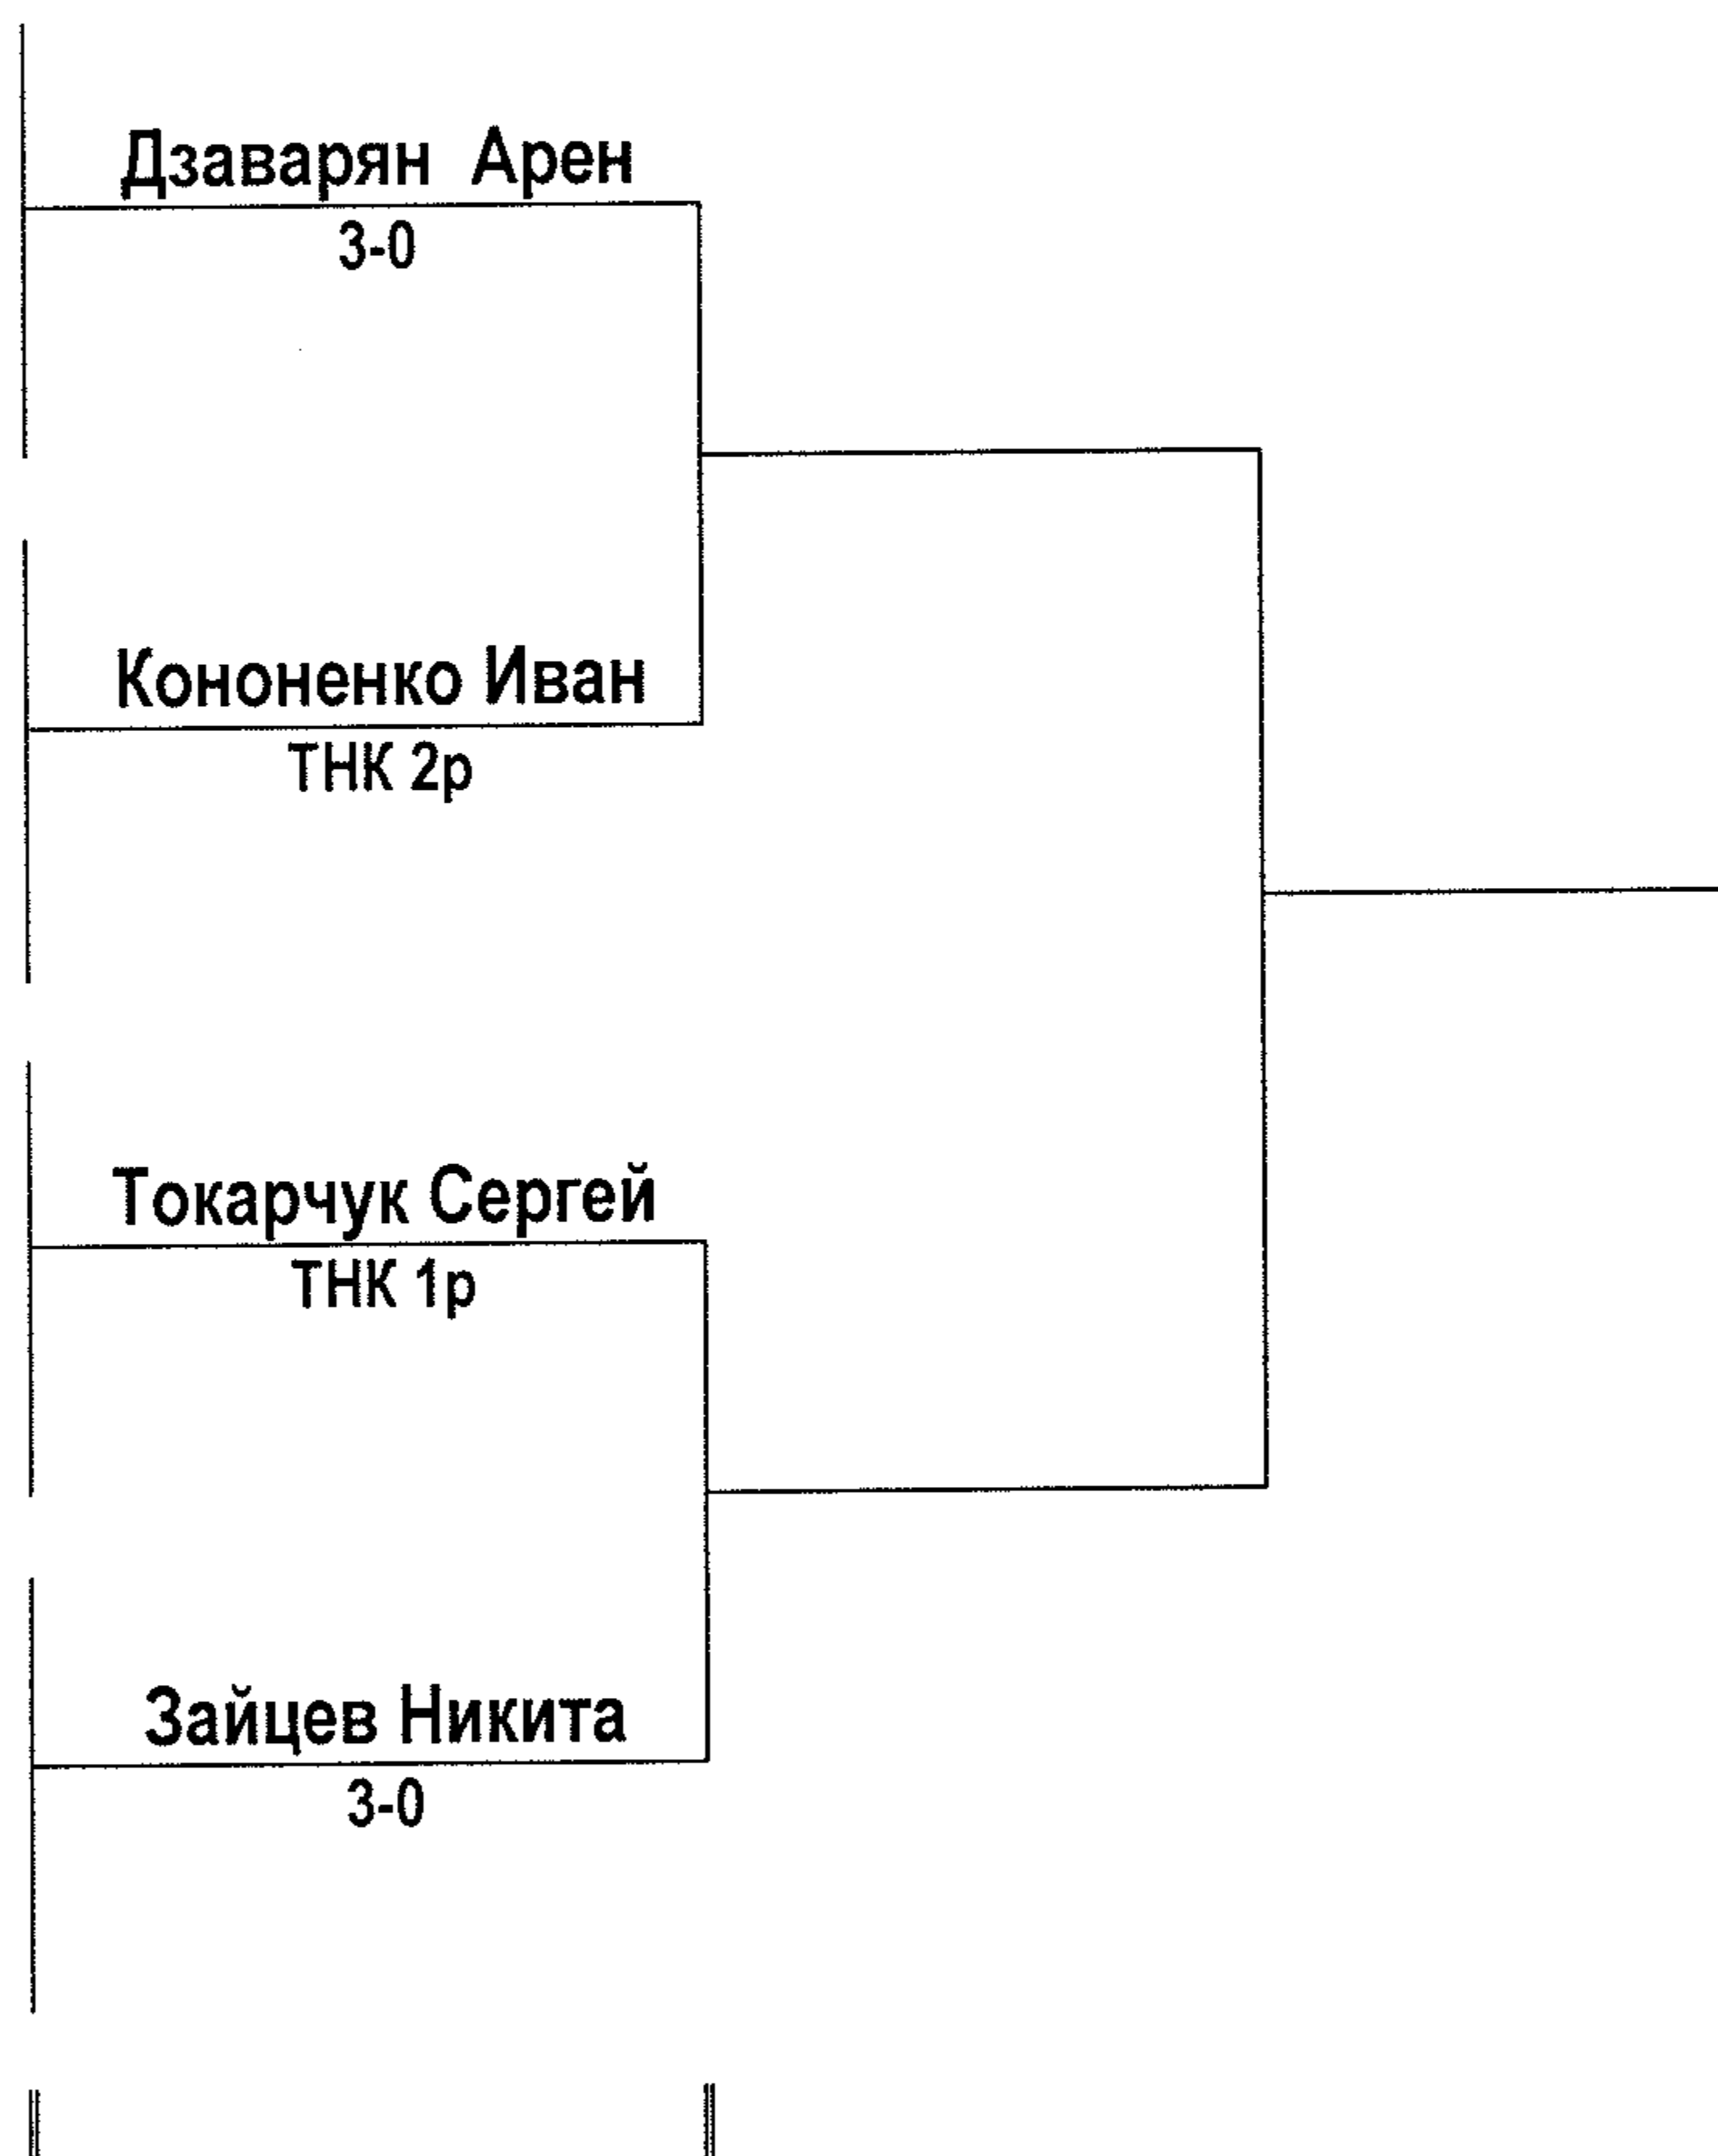 Дзаварян Арен
3-0
Кононенко Иван
ТНК 2р
Токарчук Сергей
ТНК 1р
Зайцев Никита
3-0